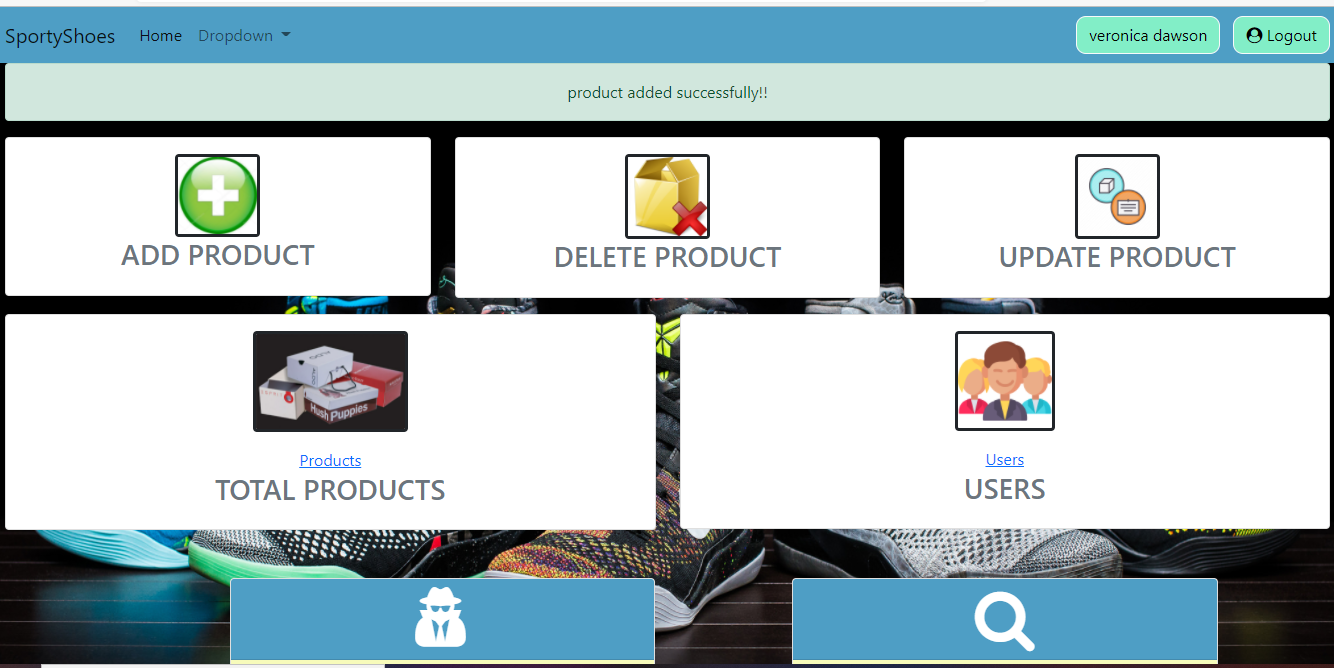 SportyShoes Home Dropdown veronica dawson Logout
product added successfully!!
ADD PRODUCT
DELETE PRODUCT
UPDATE PRODUCT
Hush Puppies
Products
TOTAL PRODUCTS
Users
USERS